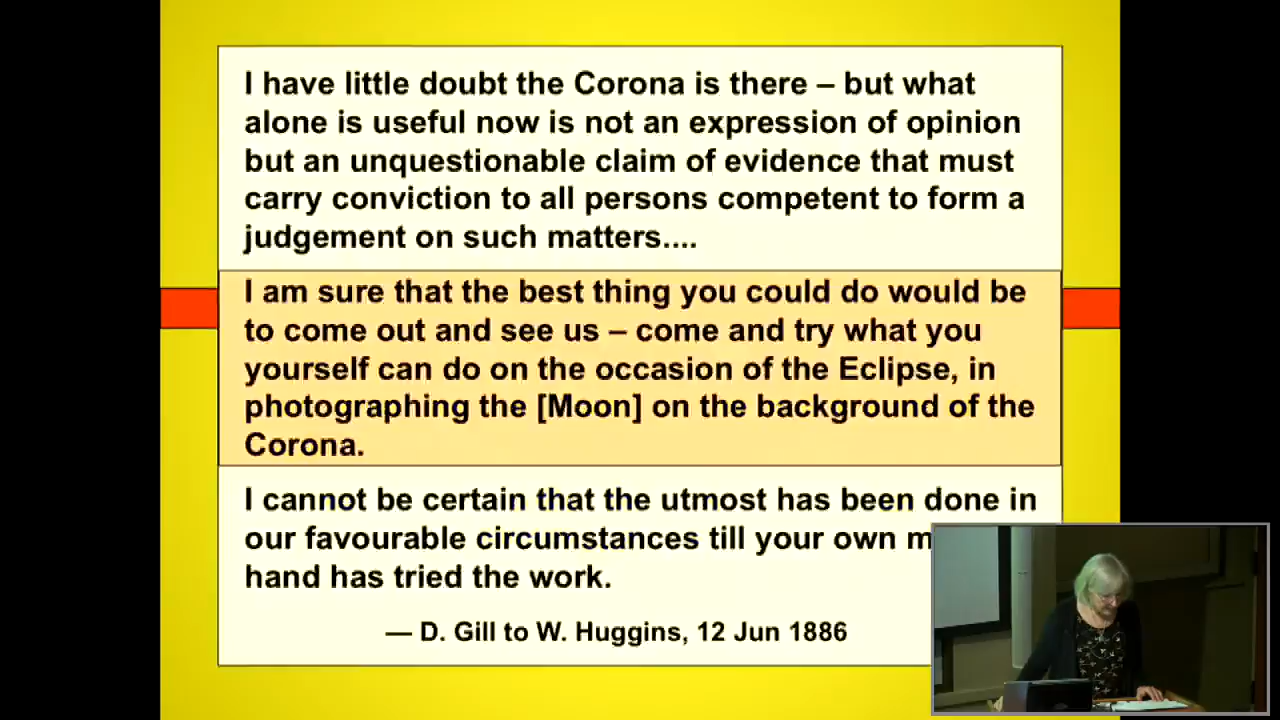 I have little doubt the Corona is there – but what
alone is useful now is not an expression of opinion
but an unquestionable claim of evidence that must
carry conviction to all persons competent to form a
judgement on such matters....
I am sure that the best thing you could do would be
to come out and see us – come and try what you
yourself can do on the occasion of the Eclipse, in
photographing the [Moon] on the background of the
Corona.
I cannot be certain that the utmost has been done in
our favourable circumstances till your own
hand has tried the work.
— D. Gill to W. Huggins, 12 Jun 1886